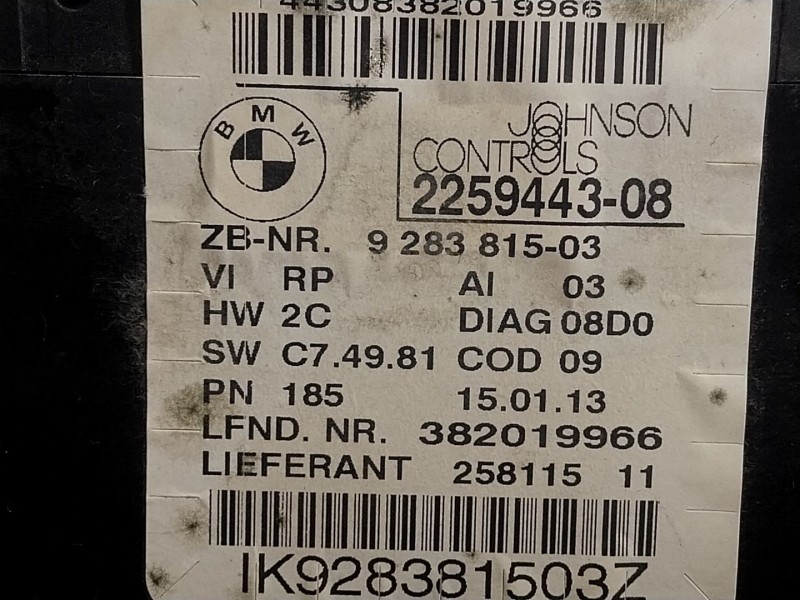 44308382019966
BMW
JOHNSON
CONTROLS
2259443-08
ZB-NR. 9 283 815-03
VI RP AI 03
HW 2C DIAG 08D0
SW C7.49.81 COD 09
PN 185 15.01.13
LFND. NR. 382019966
LIEFERANT 258115 11
IK928381503Z